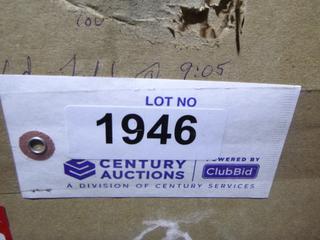 9:05
LOT NO
1946
CENTURY AUCTIONS
POWERED BY
ClubBid
A DIVISION OF CENTURY SERVICES